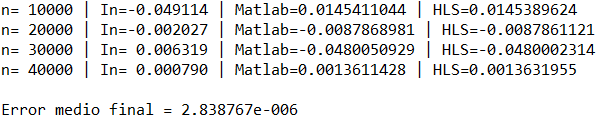 n= 10000 | In=-0.049114 | Matlab=0.0145411044 | HLS=0.0145389624
n= 20000 | In=-0.002027 | Matlab=-0.0087868981 | HLS=-0.0087861121
n= 30000 | In= 0.006319 | Matlab=-0.0480050929 | HLS=-0.0480002314
n= 40000 | In= 0.000790 | Matlab=0.0013611428 | HLS=0.0013631955
Error medio final = 2.838767e-006